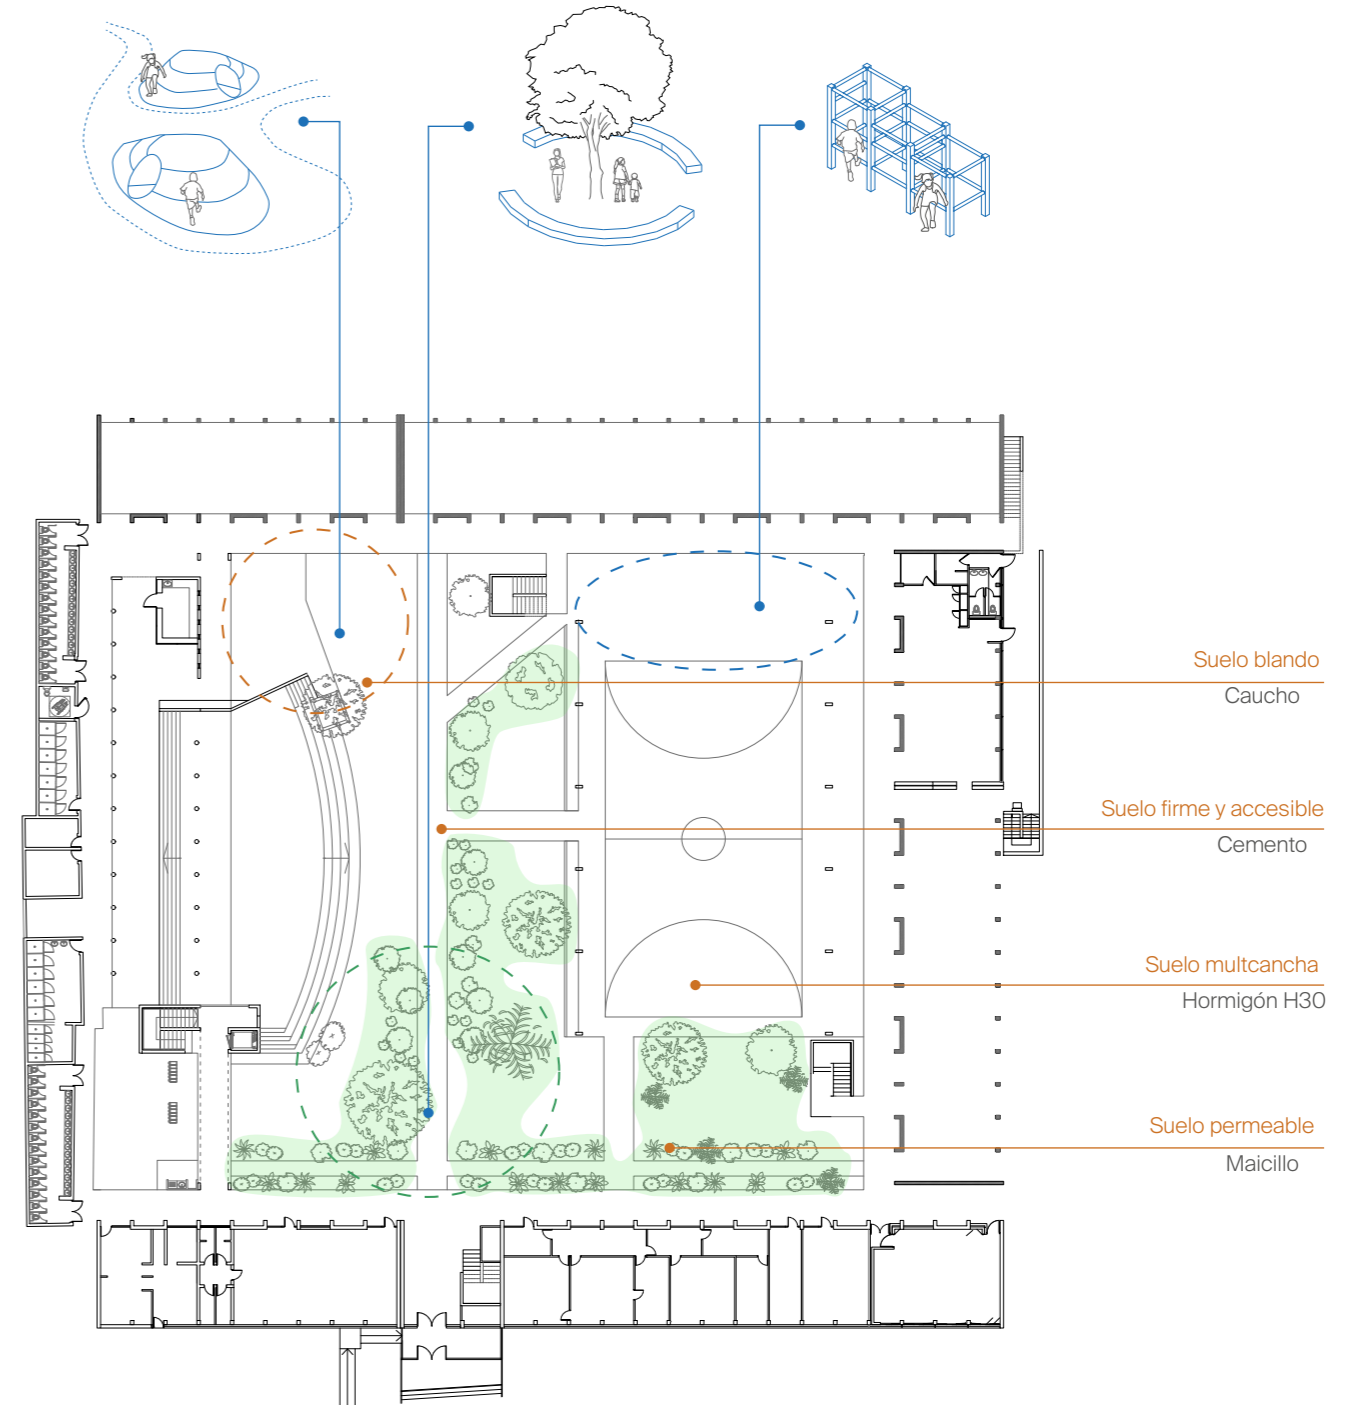 Suelo blando
Caucho
Suelo firme y accesible
Cemento
Suelo multcancha
Hormigón H30
Suelo permeable
Maicillo